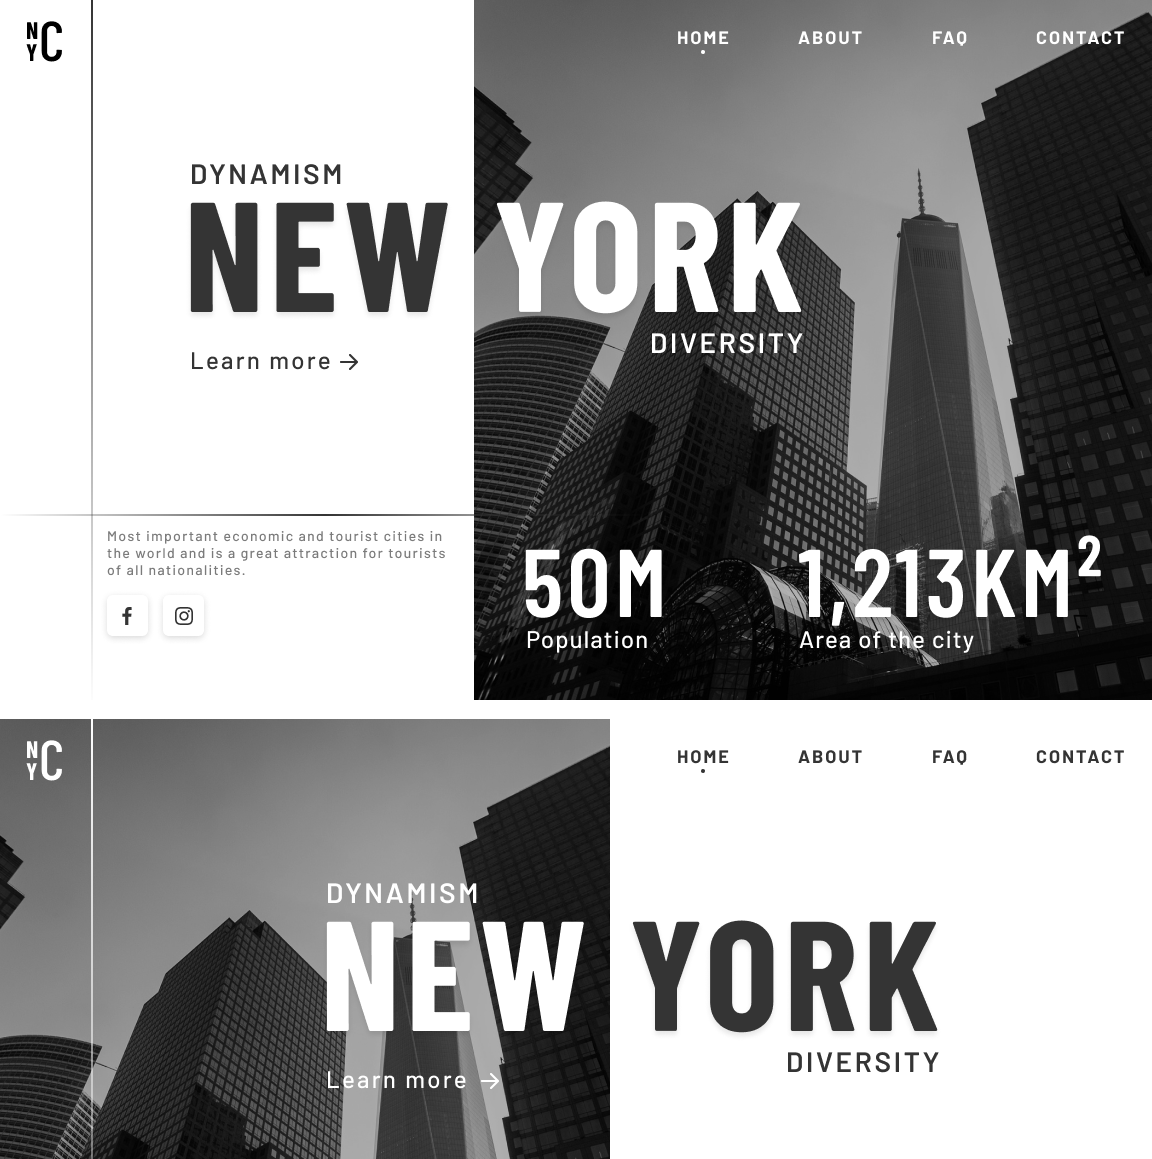 NYC
HOME ABOUT FAQ CONTACT
DYNAMISM
NEW YORK
DIVERSITY
Learn more →
Most important economic and tourist cities in
the world and is a great attraction for tourists
of all nationalities.
50M
Population
1,213KM²
Area of the city
NYC
HOME ABOUT FAQ CONTACT
DYNAMISM
NEW YORK
DIVERSITY
Learn more →